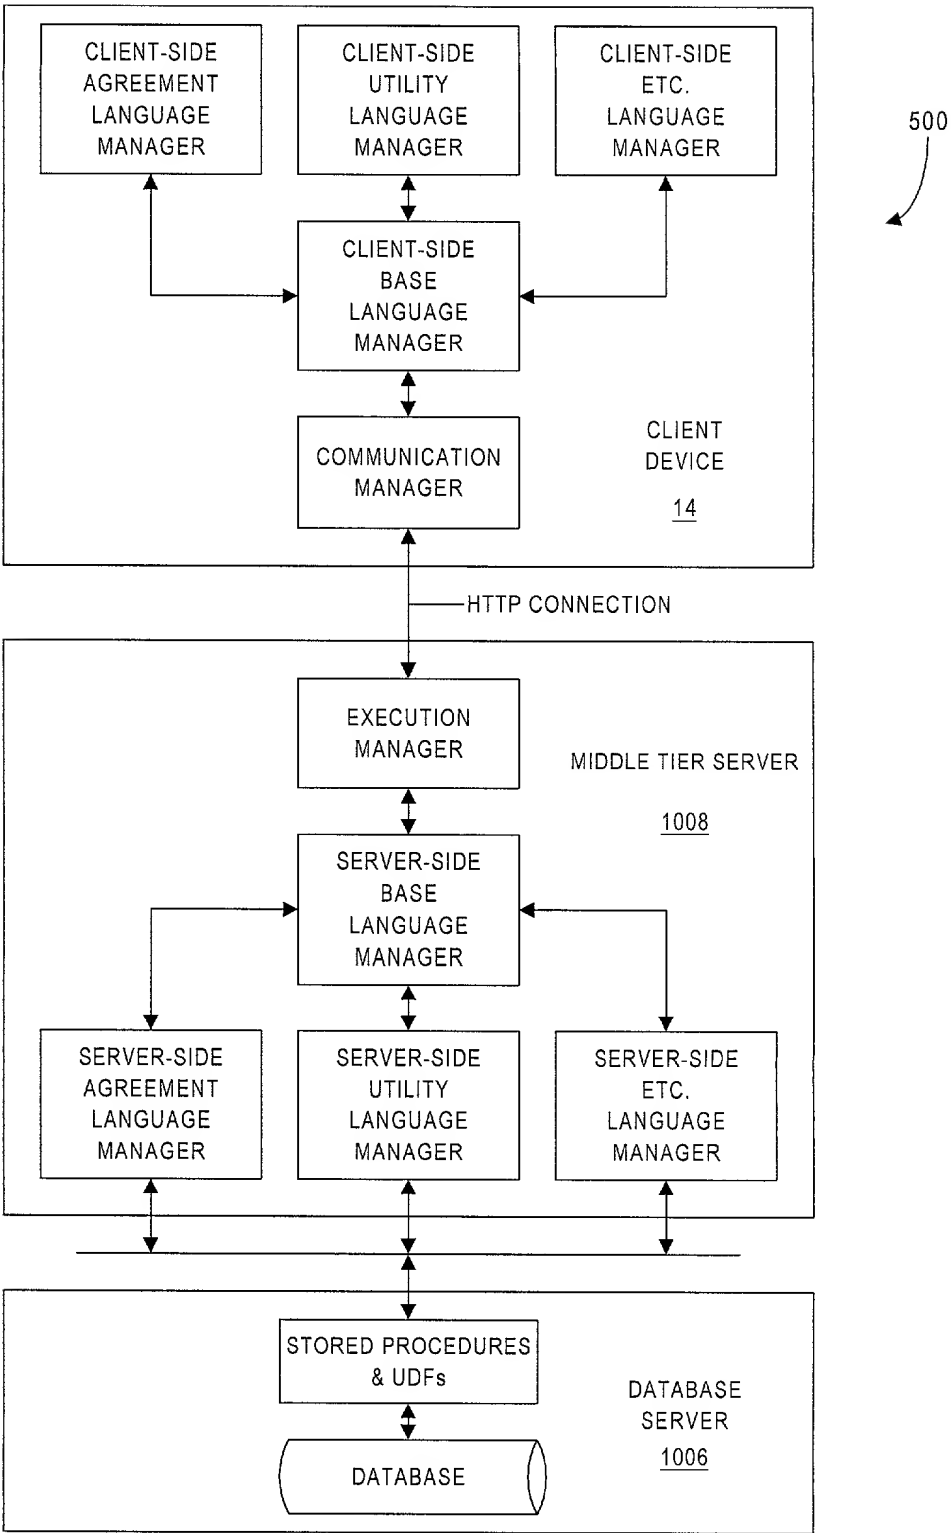 CLIENT-SIDE
AGREEMENT
LANGUAGE
MANAGER
CLIENT-SIDE
UTILITY
LANGUAGE
MANAGER
CLIENT-SIDE
ETC.
LANGUAGE
MANAGER
500
CLIENT-SIDE
BASE
LANGUAGE
MANAGER
COMMUNICATION
MANAGER
CLIENT
DEVICE
14
HTTP CONNECTION
EXECUTION
MANAGER
MIDDLE TIER SERVER
1008
SERVER-SIDE
BASE
LANGUAGE
MANAGER
SERVER-SIDE
AGREEMENT
LANGUAGE
MANAGER
SERVER-SIDE
UTILITY
LANGUAGE
MANAGER
SERVER-SIDE
ETC.
LANGUAGE
MANAGER
STORED PROCEDURES
& UDFs
DATABASE
DATABASE
SERVER
1006